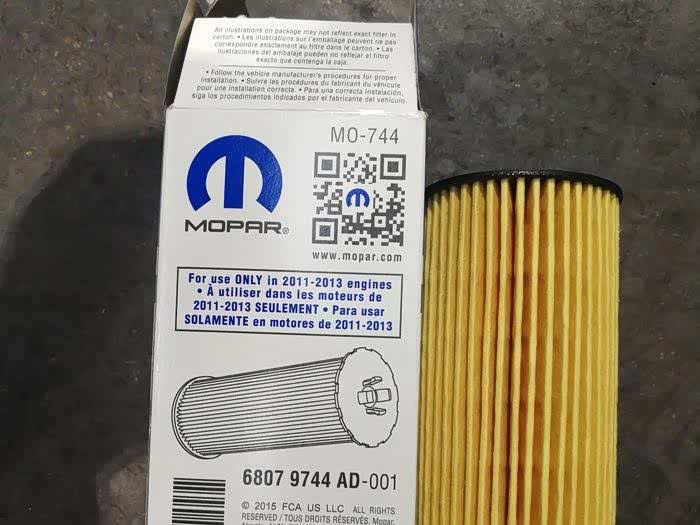 All illustrations on package may not reflect exact filter in
carton. • Les illustrations sur l'emballage peuvent ne pas
correspondre exactement au filtre dans le carton. • Las
ilustraciones del embalaje pueden no reflejar el filtro
exacto que contenga la caja.
• Follow the vehicle manufacturer's procedures for proper
installation. • Suivre les procédures du fabricant du véhicule
pour une installation correcte. • Para una correcta instalación,
siga los procedimientos indicados por el fabricante del vehículo.
MO-744
MOPAR®
www.mopar.com
For use ONLY in 2011-2013 engines
• À utiliser dans les moteurs de
2011-2013 SEULEMENT • Para usar
SOLAMENTE en motores de 2011-2013
6807 9744 AD-001
© 2015 FCA US LLC ALL RIGHTS
RESERVED / TOUS DROITS RÉSERVÉS. Mopar